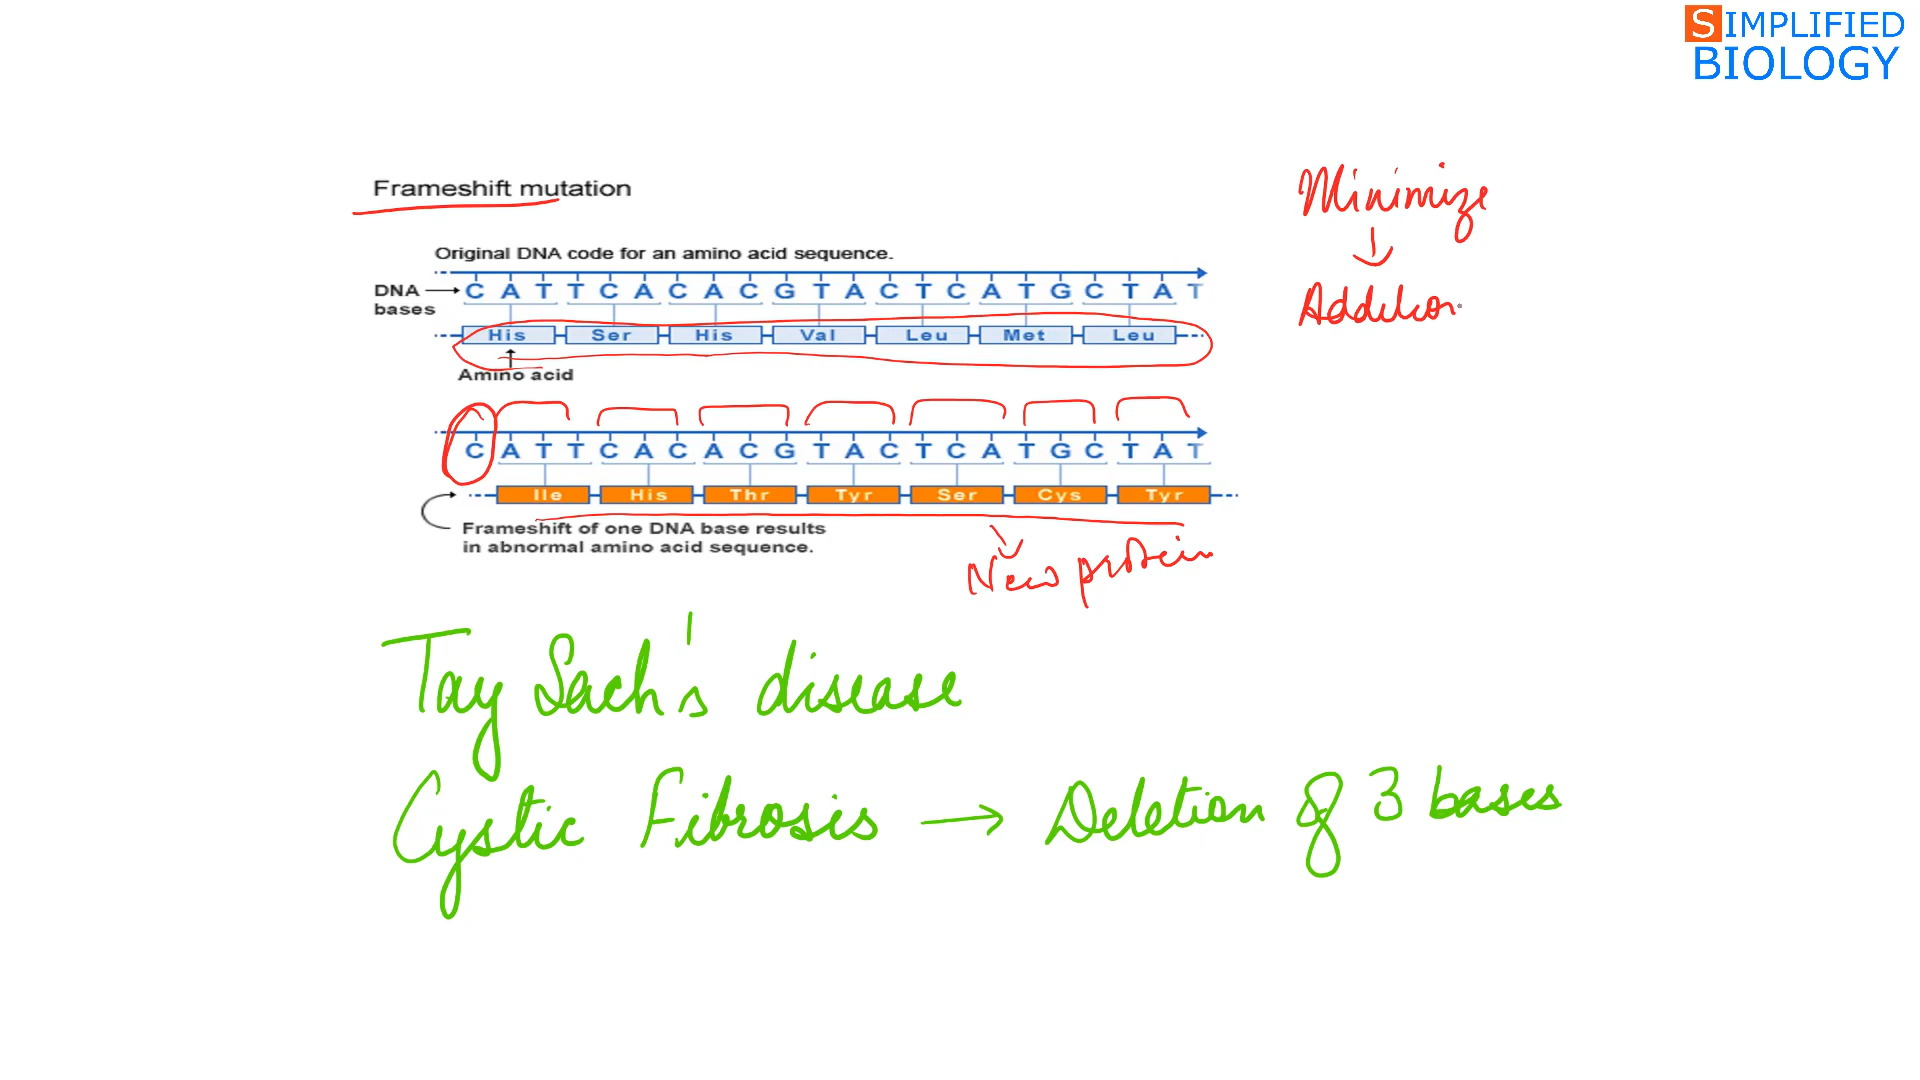 SIMPLIFIED
BIOLOGY
Frameshift mutation
Minimize
Addition
Original DNA code for an amino acid sequence.
DNA bases
C A T T C A C A C G T A C T C A T G C T A T
His Ser His Val Leu Met Leu
Amino acid
C A T T C A C A C G T A C T C A T G C T A T
Ile His Thr Tyr Ser Cys Tyr
Frameshift of one DNA base results
in abnormal amino acid sequence.
New protein
Tay Sach's disease
Cystic Fibrosis → Deletion of 3 bases